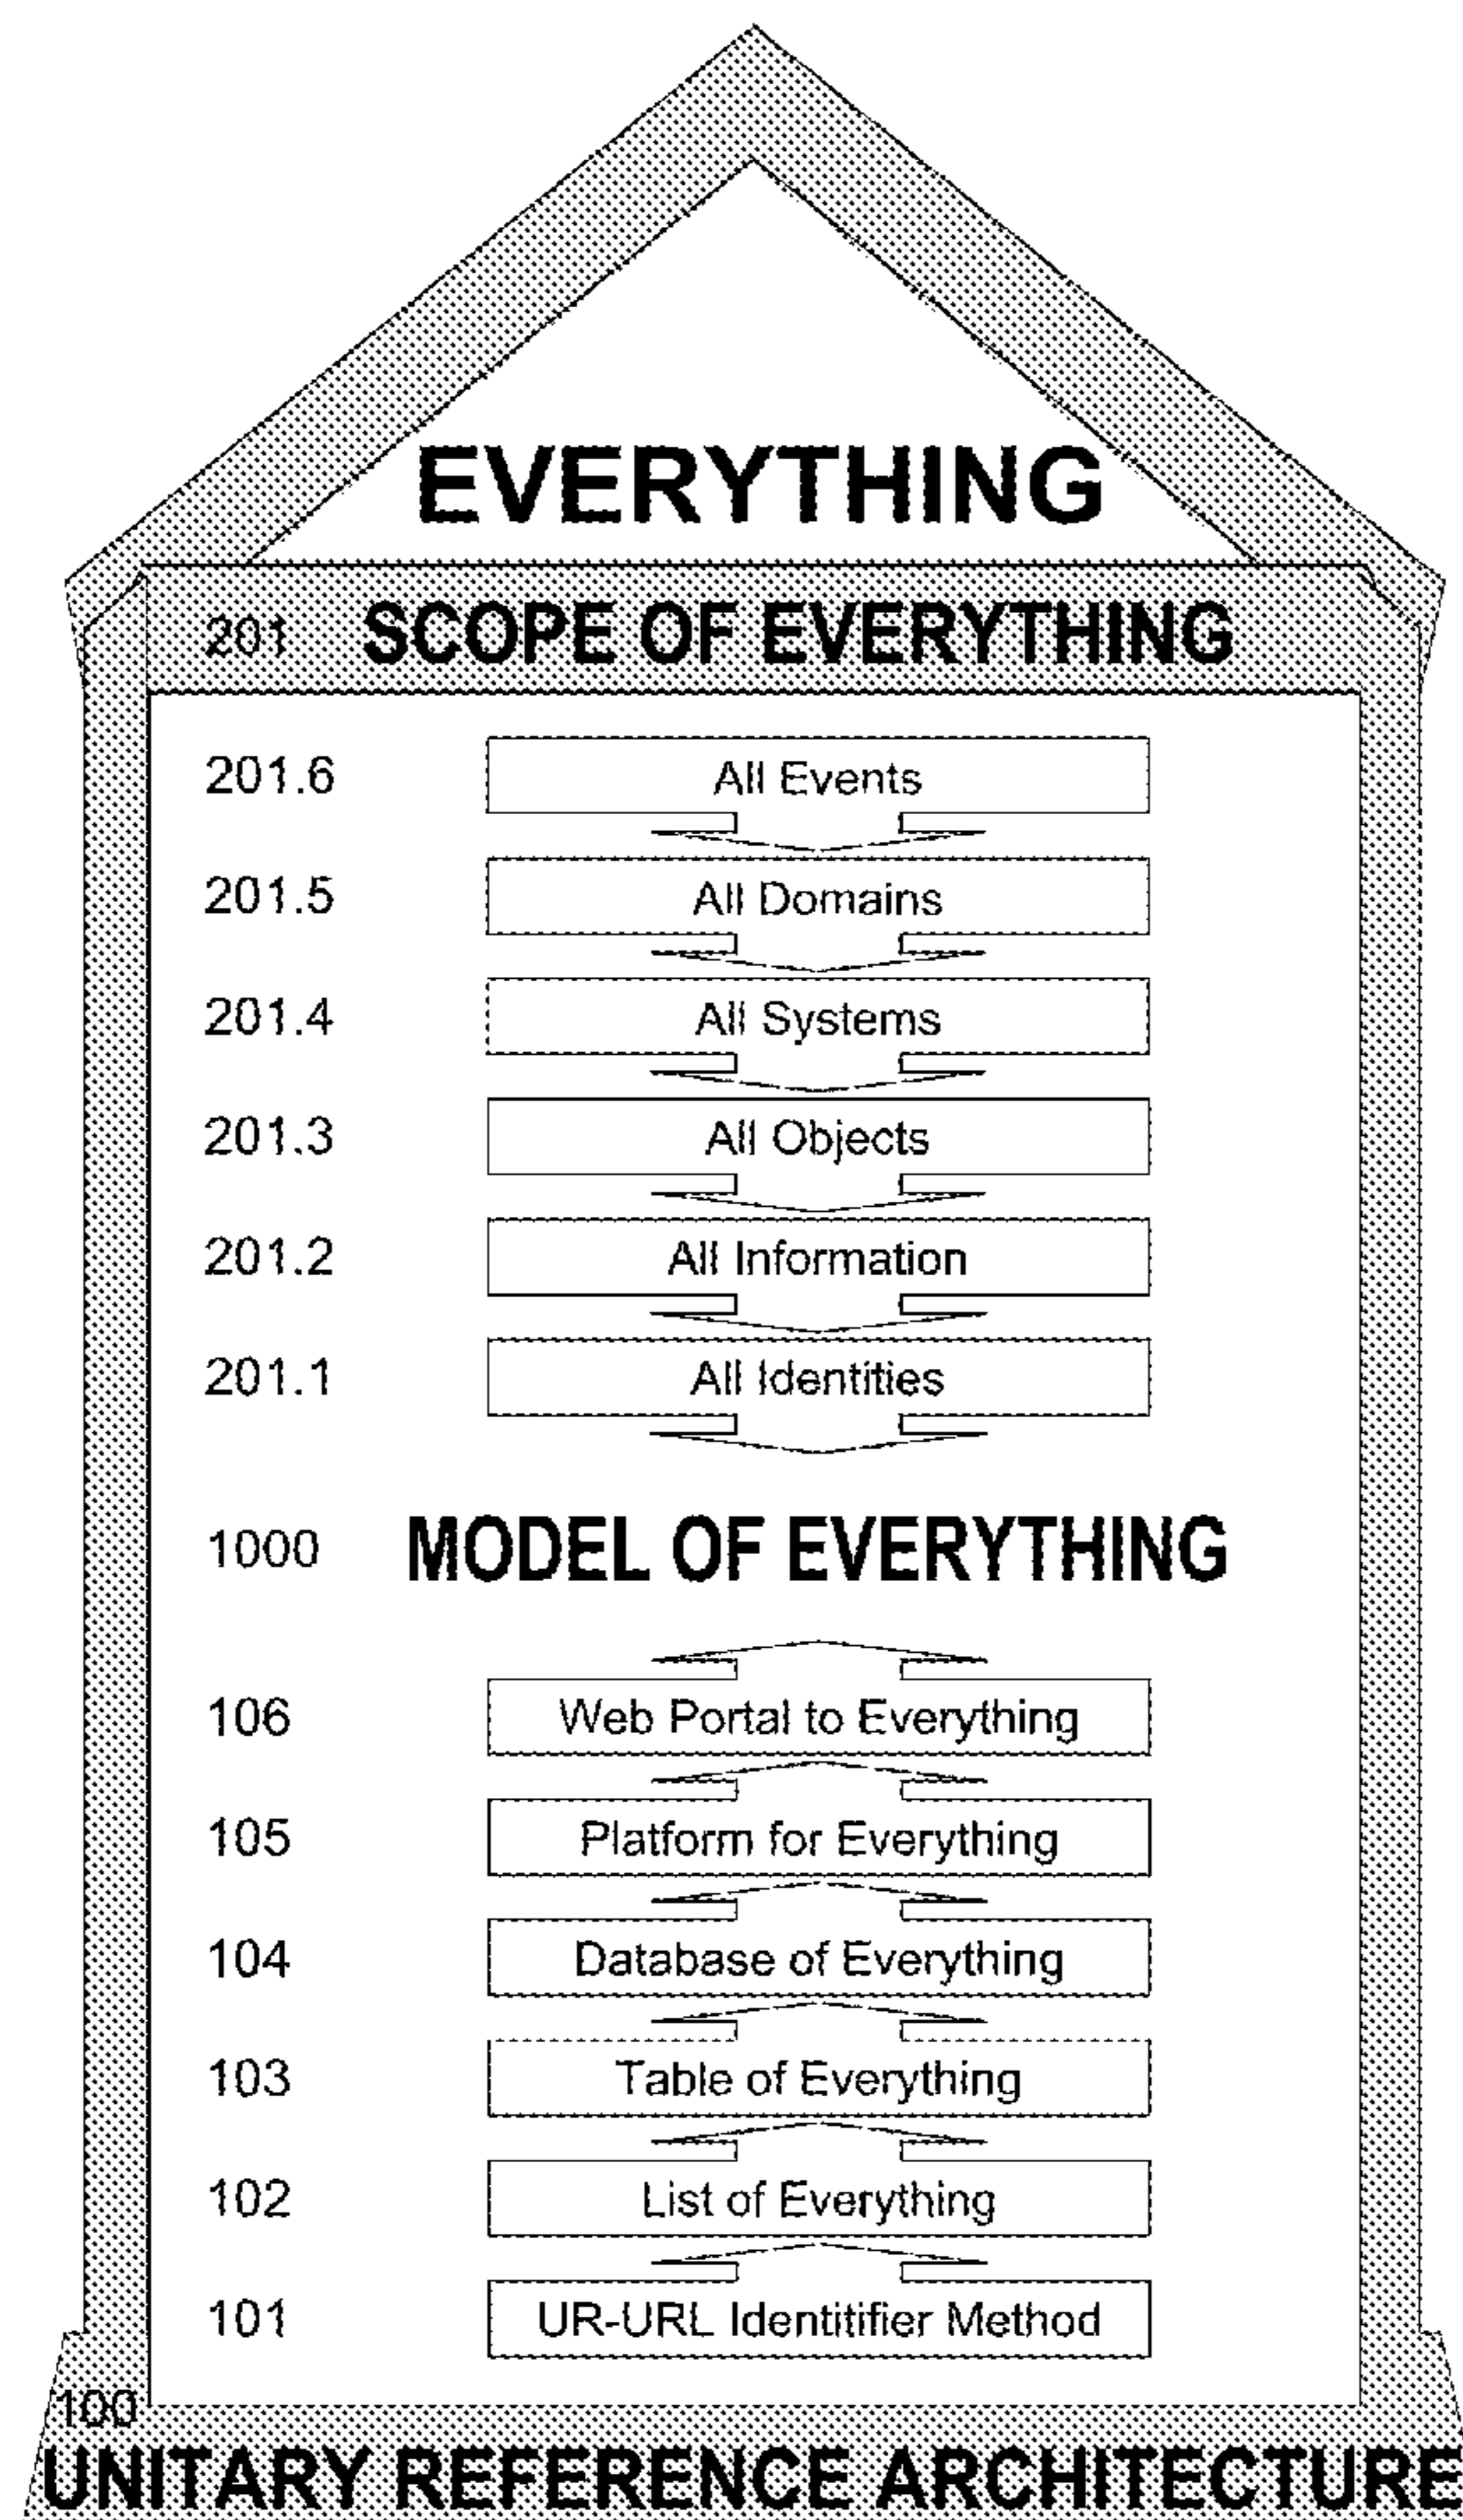 EVERYTHING
201 SCOPE OF EVERYTHING
201.6 All Events
201.5 All Domains
201.4 All Systems
201.3 All Objects
201.2 All Information
201.1 All Identities
1000 MODEL OF EVERYTHING
106 Web Portal to Everything
105 Platform for Everything
104 Database of Everything
103 Table of Everything
102 List of Everything
101 UR-URL Identitifier Method
100
UNITARY REFERENCE ARCHITECTURE